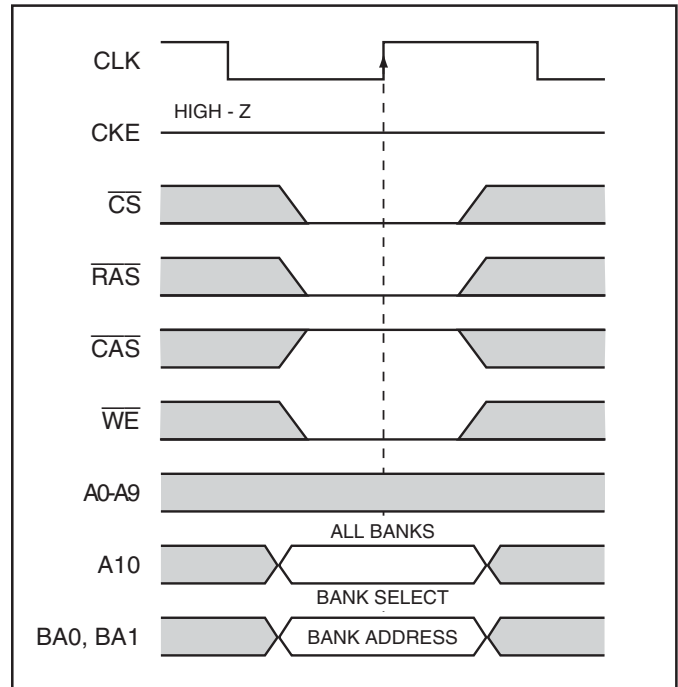 CLK
HIGH - Z
CKE
CS
RAS
CAS
WE
A0-A9
ALL BANKS
A10
BANK SELECT
BA0, BA1 BANK ADDRESS